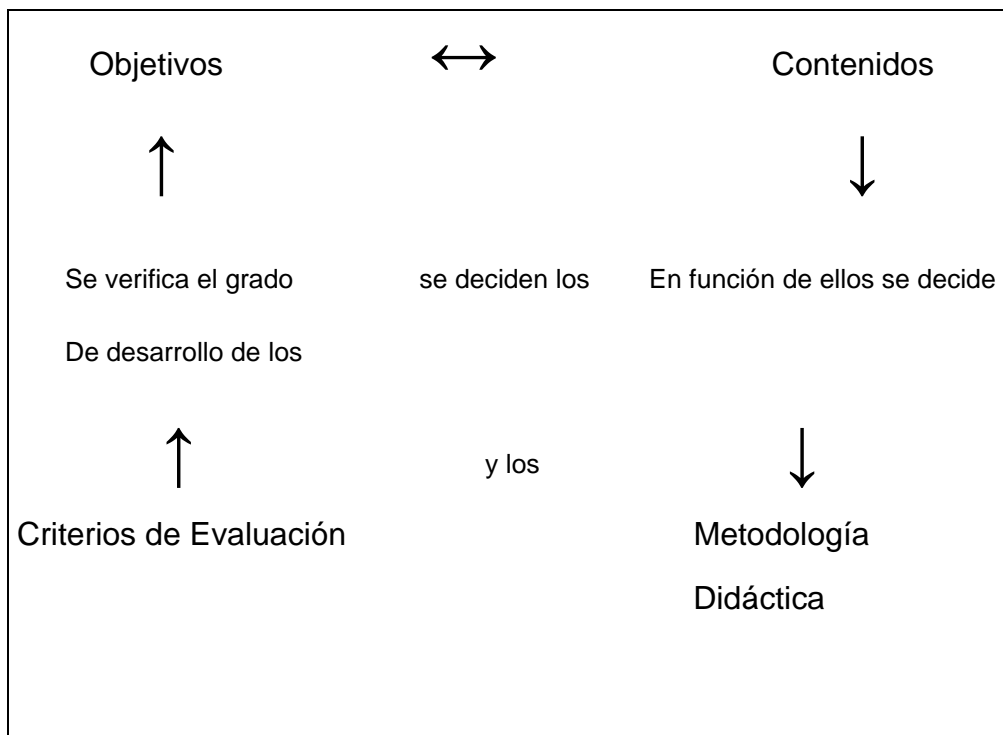 Objetivos ↔ Contenidos
↑ ↓
Se verifica el grado se deciden los En función de ellos se decide
De desarrollo de los
↑ y los ↓
Criterios de Evaluación Metodología
Didáctica